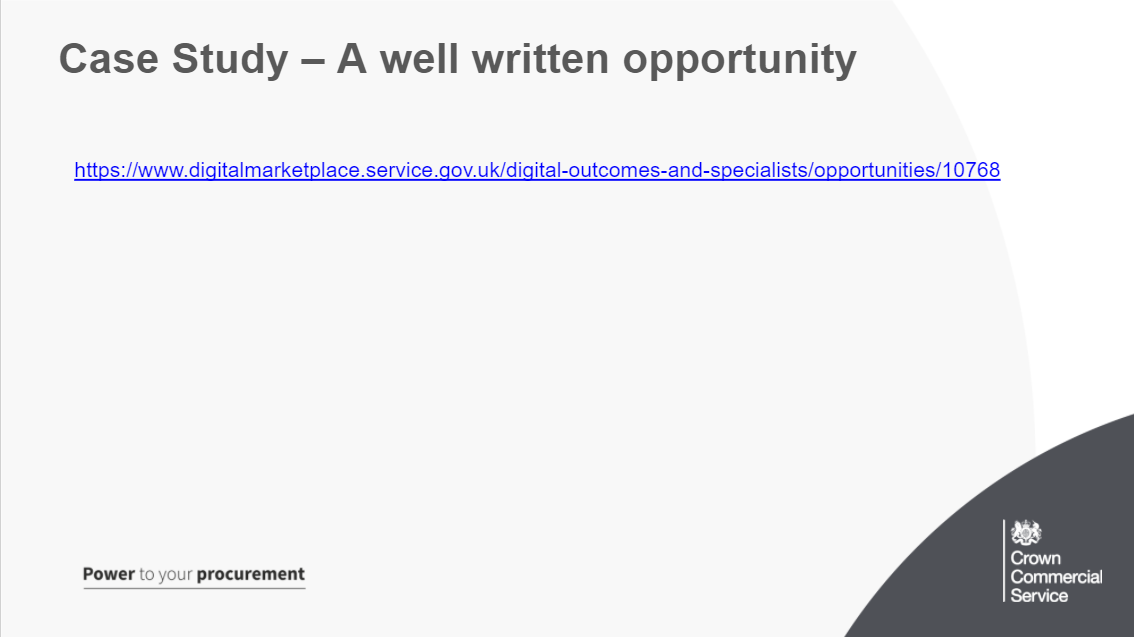 Case Study – A well written opportunity
https://www.digitalmarketplace.service.gov.uk/digital-outcomes-and-specialists/opportunities/10768
Power to your procurement
Crown
Commercial
Service